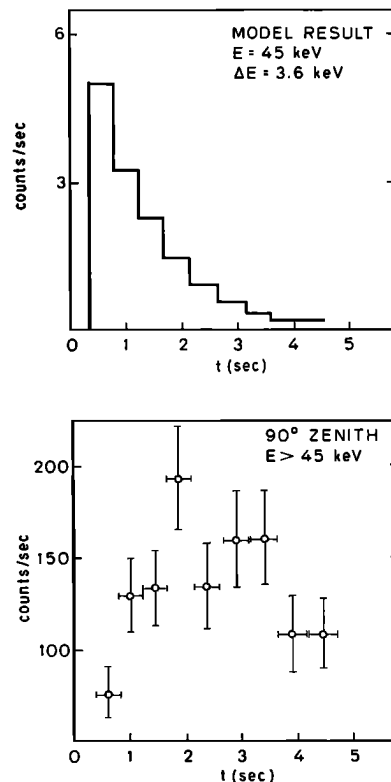 6
MODEL RESULT
E = 45 keV
ΔE = 3.6 keV
counts/sec
3
0 1 2 3 4 5
t (sec)
90° ZENITH
E > 45 keV
200
counts/sec
150
100
0 1 2 3 4 5
t (sec)